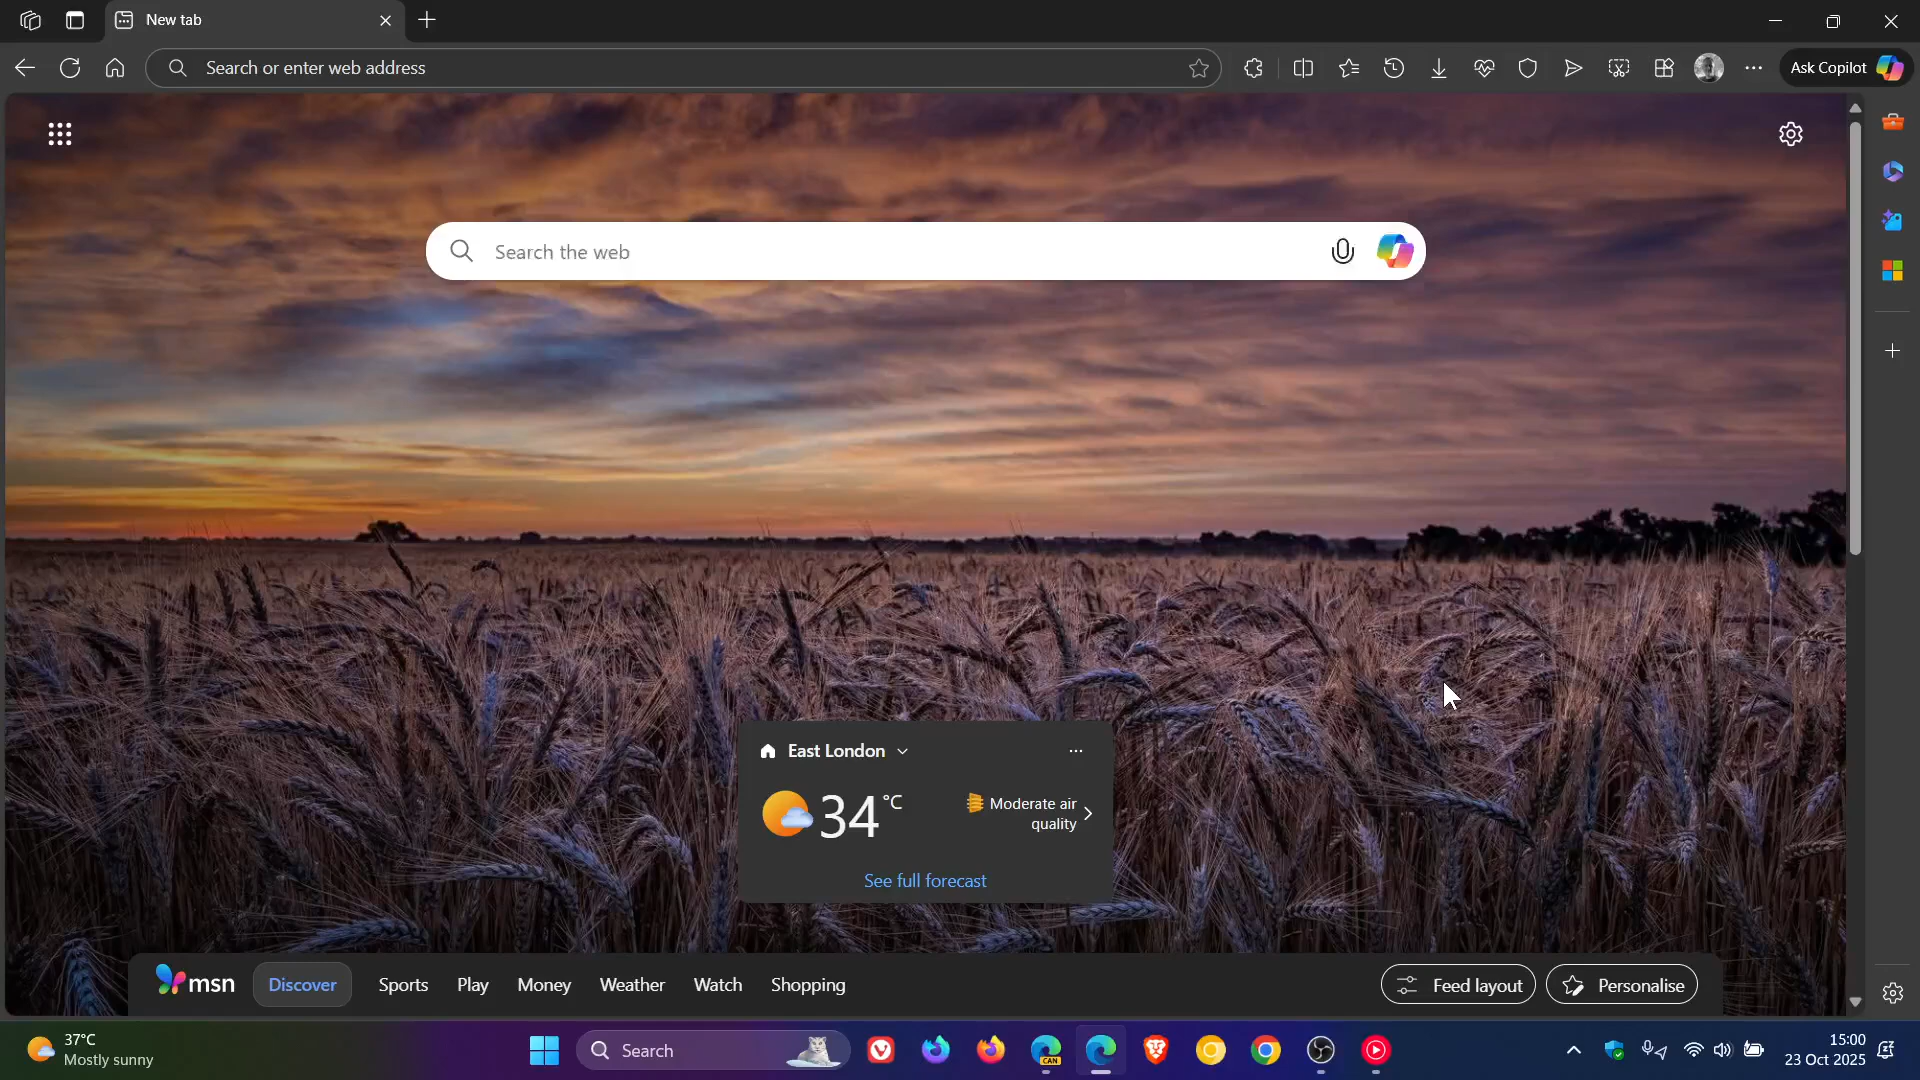 New tab
Search or enter web address
Ask Copilot
Search the web
East London
34 °C
Moderate air
quality
See full forecast
msn
Discover
Sports
Play
Money
Weather
Watch
Shopping
Feed layout
Personalise
37°C
Mostly sunny
Search
CAN
15:00
23 Oct 2025